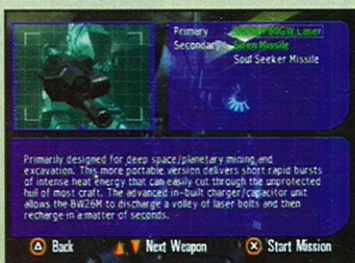 Primary P80GW Laser
Secondary Siren Missile
Soul Seeker Missile
Primarily designed for deep space/planetary mining and
excavation. This more portable version delivers short rapid bursts
of intense heat energy that can easily cut through the unprotected
hull of most craft. The advanced in-built charger/capacitor unit
allows the BW26M to discharge a volley of laser bolts and then
recharge in a matter of seconds.
Back Next Weapon Start Mission